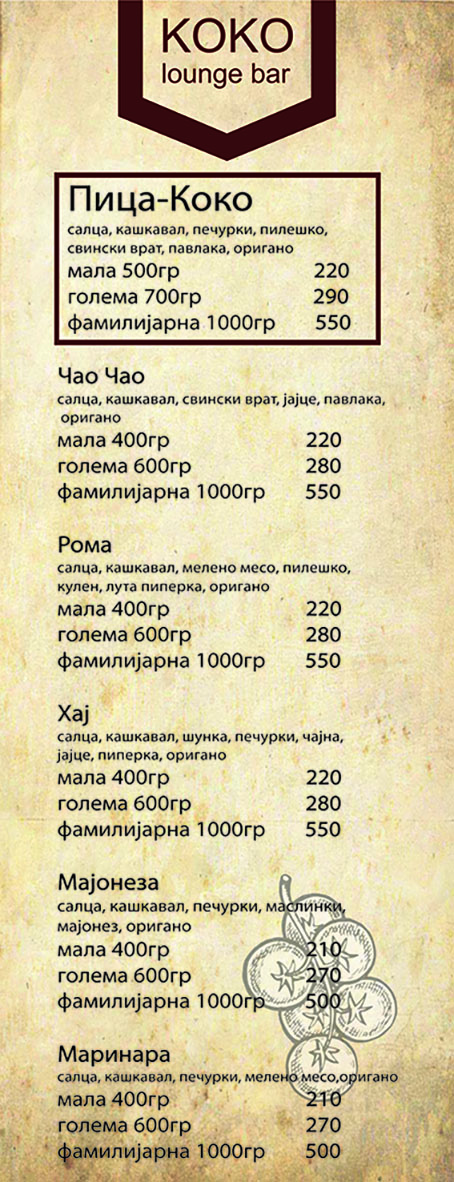 KOKO
lounge bar
Пица-Коко
салца, кашкавал, печурки, пилешко,
свински врат, павлака, оригано
мала 500гр 220
голема 700гр 290
фамилијарна 1000гр 550
Чао Чао
салца, кашкавал, свински врат, јајце, павлака,
оригано
мала 400гр 220
голема 600гр 280
фамилијарна 1000гр 550
Рома
салца, кашкавал, мелено месо, пилешко,
кулен, лута пиперка, оригано
мала 400гр 220
голема 600гр 280
фамилијарна 1000гр 550
Хај
салца, кашкавал, шунка, печурки, чајна,
јајце, пиперка, оригано
мала 400гр 220
голема 600гр 280
фамилијарна 1000гр 550
Мајонеза
салца, кашкавал, печурки, маслинки,
мајонез, оригано
мала 400гр 210
голема 600гр 270
фамилијарна 1000гр 500
Маринара
салца, кашкавал, печурки, мелено месо,оригано
мала 400гр 210
голема 600гр 270
фамилијарна 1000гр 500